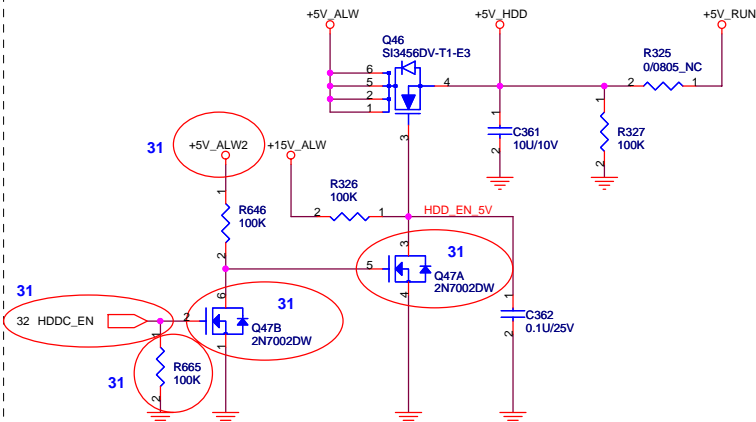 +5V_ALW
+5V_HDD
+5V_RUN
Q46
SI3456DV-T1-E3
6
5
2
1
4
3
R325
0/0805_NC
2
1
1
C361
10U/10V
2
1
R327
100K
2
31
+5V_ALW2
+15V_ALW
1
R646
100K
2
R326
100K
2
1
HDD_EN_5V
3
31
5
Q47A
2N7002DW
4
1
C362
0.1U/25V
2
31
32 HDDC_EN
2
6
31
Q47B
2N7002DW
1
1
R665
100K
2
31